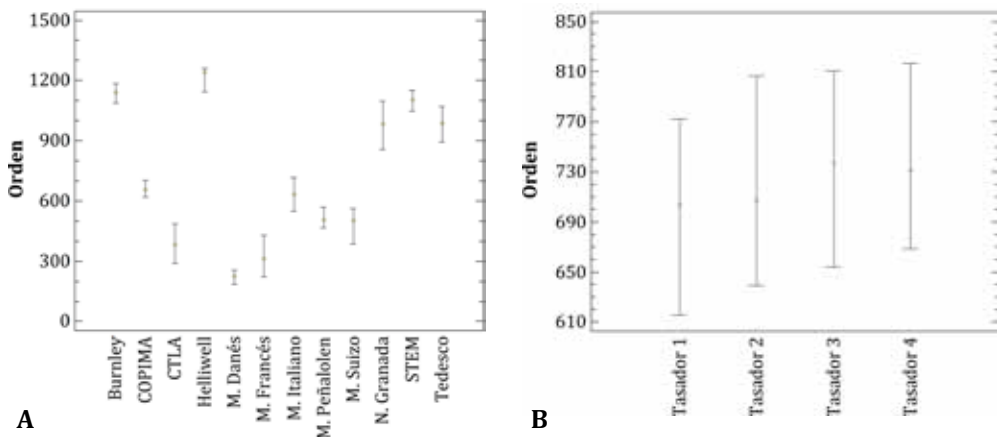 1500
1200
900
600
300
0
Orden
Burnley
COPIMA
CTLA
Helliwell
M. Danés
M. Francés
M. Italiano
M. Peñalolen
M. Suizo
N. Granada
STEM
Tedesco
A
850
810
770
730
690
650
610
Orden
Tasador 1
Tasador 2
Tasador 3
Tasador 4
B